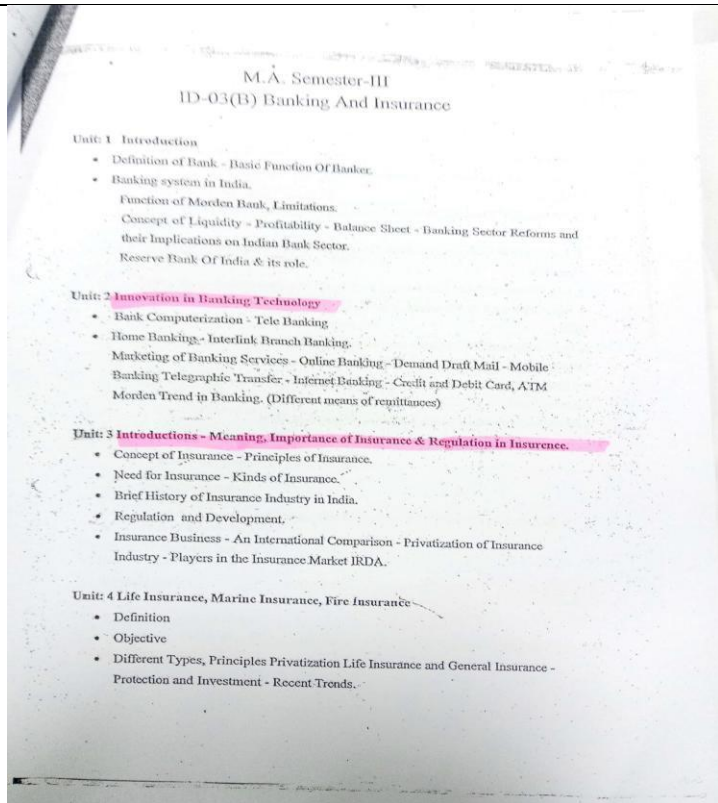 M.A. Semester-III
ID-03(B) Banking And Insurance
Unit: 1 Introduction
• Definition of Bank - Basic Function Of Banker.
• Banking system in India.
Function of Morden Bank, Limitations.
Concept of Liquidity - Profitability - Balance Sheet - Banking Sector Reforms and
their Implications on Indian Bank Sector.
Reserve Bank Of India & its role.
Unit: 2 Innovation in Banking Technology
• Bank Computerization - Tele Banking
• Home Banking - Interlink Branch Banking.
Marketing of Banking Services - Online Banking - Demand Draft Mail - Mobile
Banking Telegraphic Transfer - Internet Banking - Credit and Debit Card, ATM
Morden Trend in Banking. (Different means of remittances)
Unit: 3 Introductions - Meaning, Importance of Insurance & Regulation in Insurence.
• Concept of Insurance - Principles of Insurance.
• Need for Insurance - Kinds of Insurance.
• Brief History of Insurance Industry in India.
• Regulation and Development.
• Insurance Business - An International Comparison - Privatization of Insurance
Industry - Players in the Insurance Market IRDA.
Unit: 4 Life Insurance, Marine Insurance, Fire Insurance
• Definition
• Objective
• Different Types, Principles Privatization Life Insurance and General Insurance -
Protection and Investment - Recent Trends.